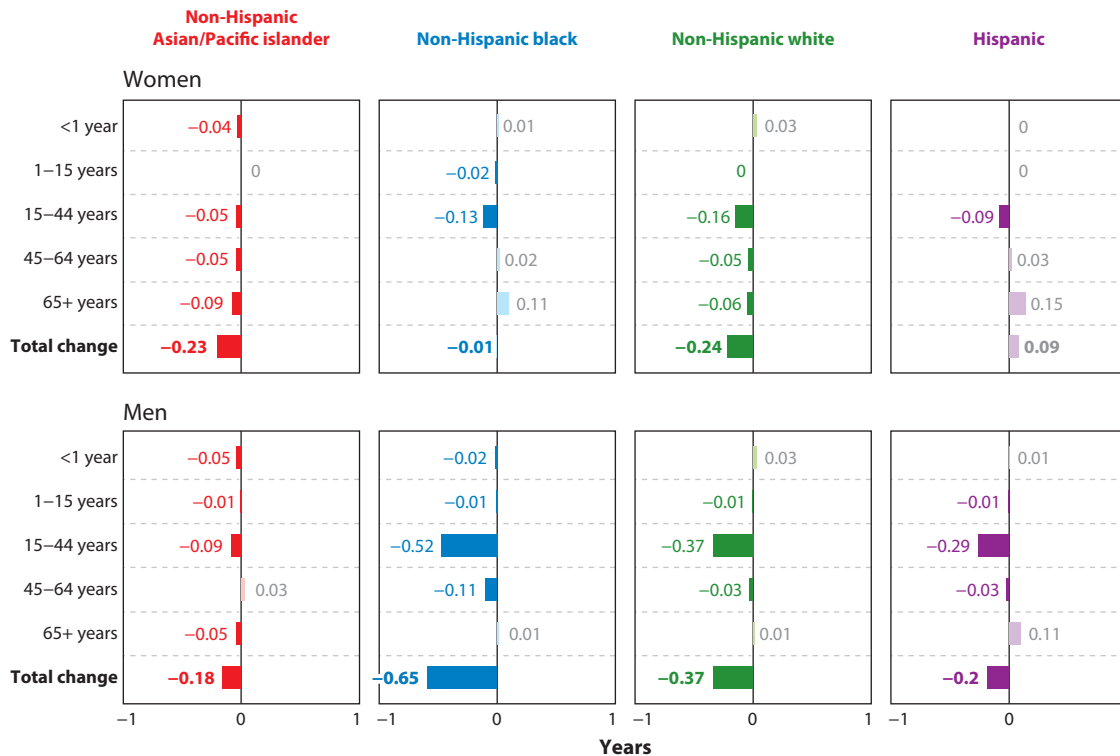 Non-Hispanic
Asian/Pacific islander
Non-Hispanic black
Non-Hispanic white
Hispanic
Women
<1 year −0.04 0.01 0.03 0
1−15 years 0 −0.02 0 0
15−44 years −0.05 −0.13 −0.16 −0.09
45−64 years −0.05 0.02 −0.05 0.03
65+ years −0.09 0.11 −0.06 0.15
Total change −0.23 −0.01 −0.24 0.09
Men
<1 year −0.05 −0.02 0.03 0.01
1−15 years −0.01 −0.01 −0.01 −0.01
15−44 years −0.09 −0.52 −0.37 −0.29
45−64 years 0.03 −0.11 −0.03 −0.03
65+ years −0.05 0.01 0.01 0.11
Total change −0.18 −0.65 −0.37 −0.2
−1 0 1 −1 0 1 −1 0 1 −1 0
Years